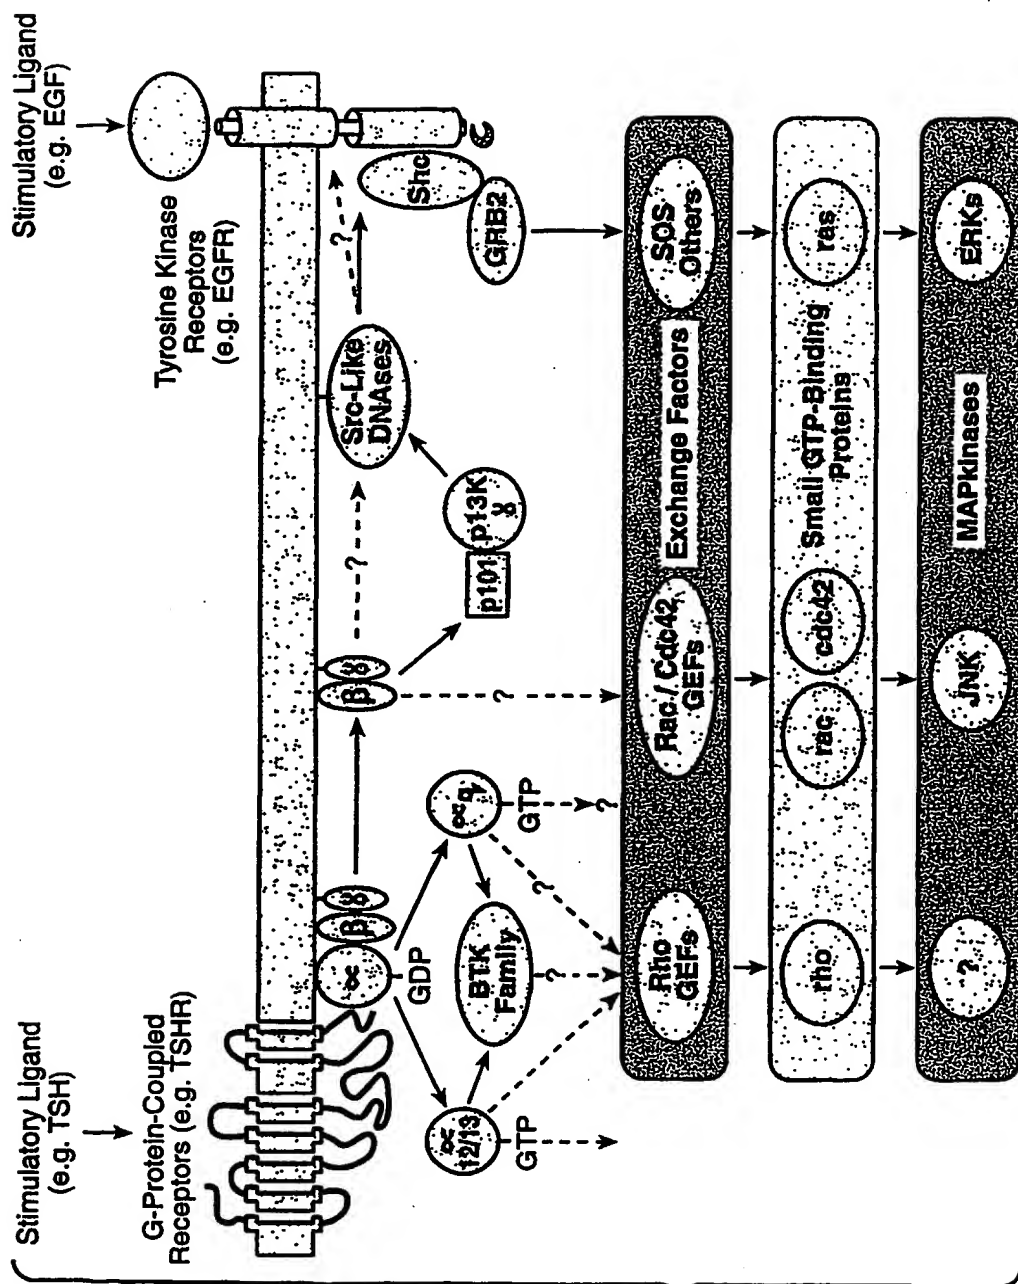 Stimulatory Ligand
(e.g. TSH)
G-Protein-Coupled
Receptors (e.g. TSHR)
Stimulatory Ligand
(e.g. EGF)
Tyrosine Kinase
Receptors
(e.g. EGFR)
∝
β
γ
GDP
β
γ
?
Src-Like
DNAses
?
Shc
GRB2
p101
p13K
γ
∝
12/13
GTP
BTK
Family
∝q
GTP
?
?
?
?
Rho
GEFs
Rac / Cdc42
GEFs
Exchange Factors
SOS
Others
rho
rac
cdc42
Small GTP-Binding
Proteins
ras
?
JNK
MAPkinases
ERKs